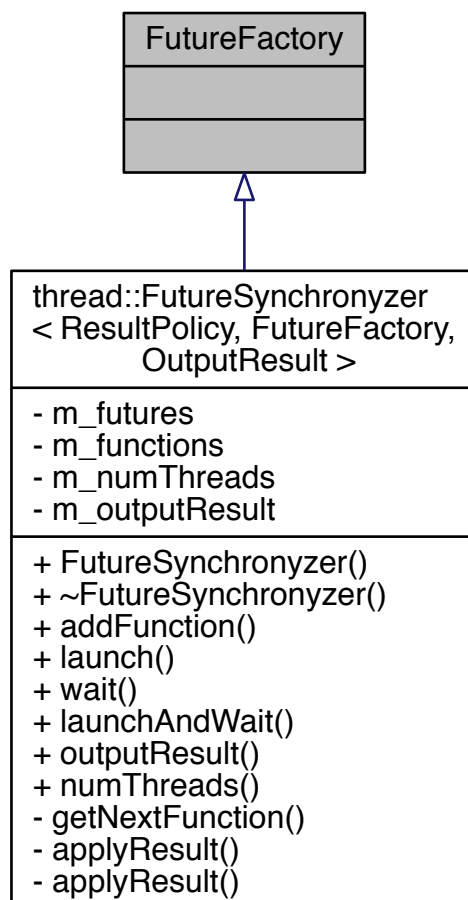 FutureFactory
thread::FutureSynchronyzer
< ResultPolicy, FutureFactory,
OutputResult >
- m_futures
- m_functions
- m_numThreads
- m_outputResult
+ FutureSynchronyzer()
+ ~FutureSynchronyzer()
+ addFunction()
+ launch()
+ wait()
+ launchAndWait()
+ outputResult()
+ numThreads()
- getNextFunction()
- applyResult()
- applyResult()